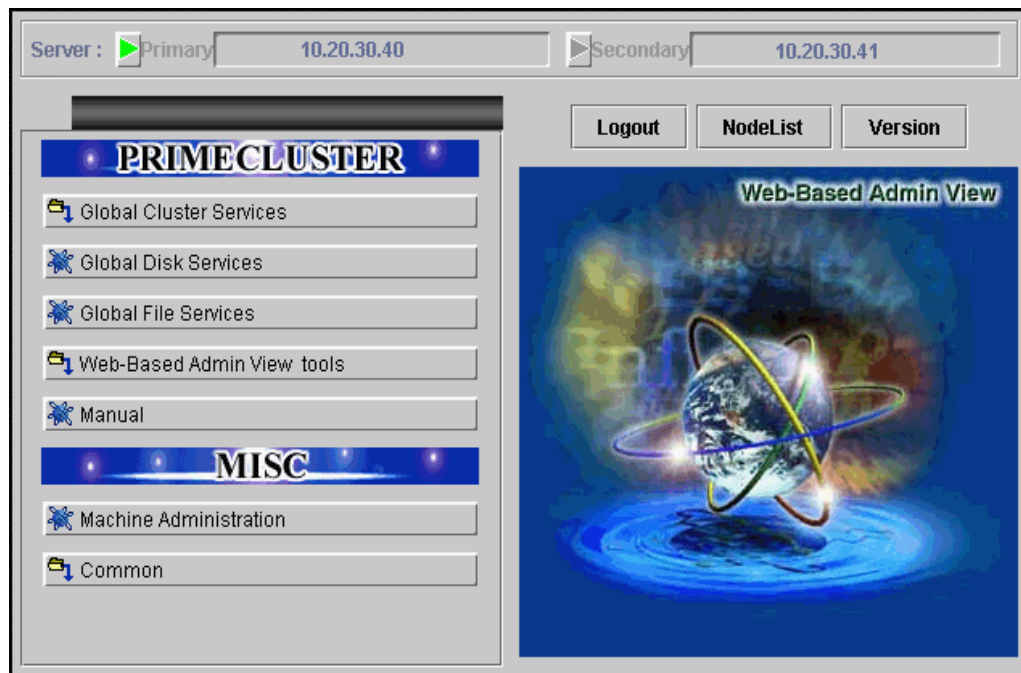 Server : Primary 10.20.30.40 Secondary 10.20.30.41
Logout NodeList Version
PRIMECLUSTER
Global Cluster Services
Global Disk Services
Global File Services
Web-Based Admin View tools
Manual
MISC
Machine Administration
Common
Web-Based Admin View